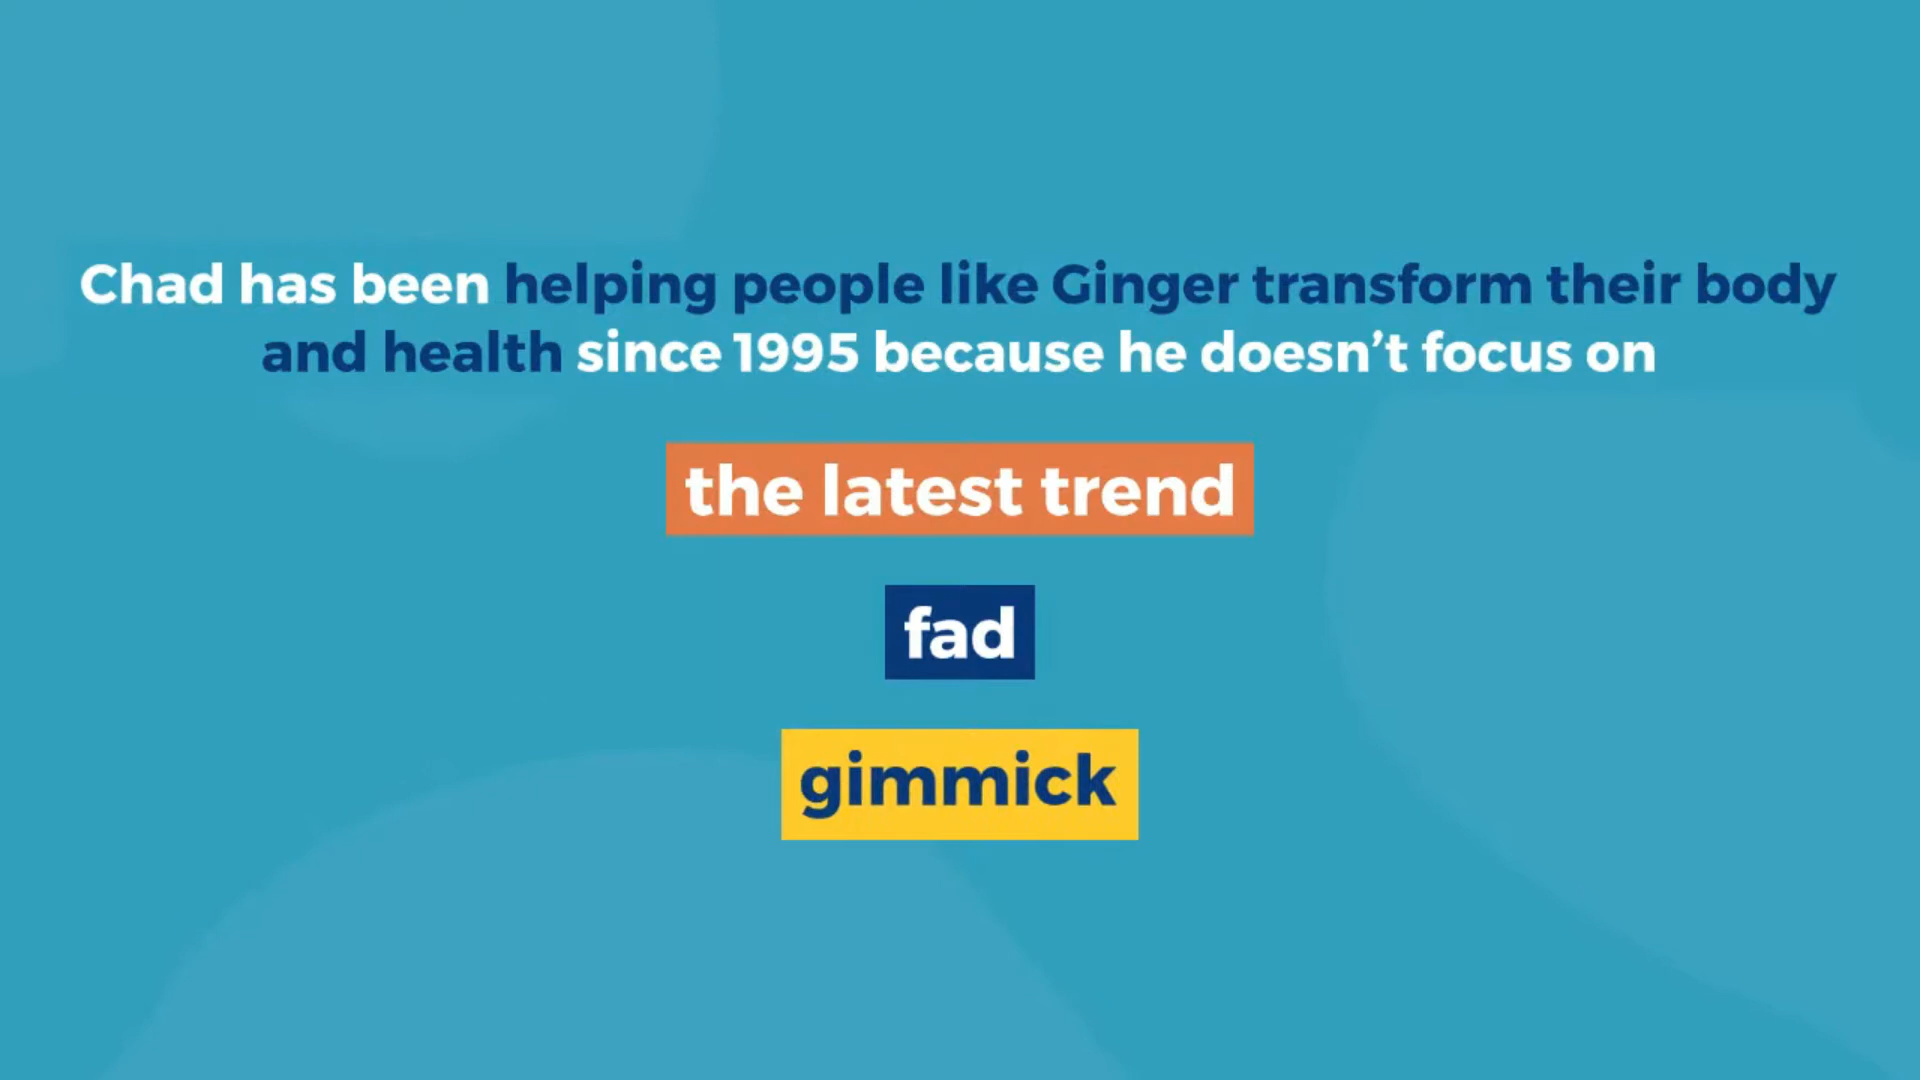 Chad has been helping people like Ginger transform their body
and health since 1995 because he doesn’t focus on
the latest trend
fad
gimmick